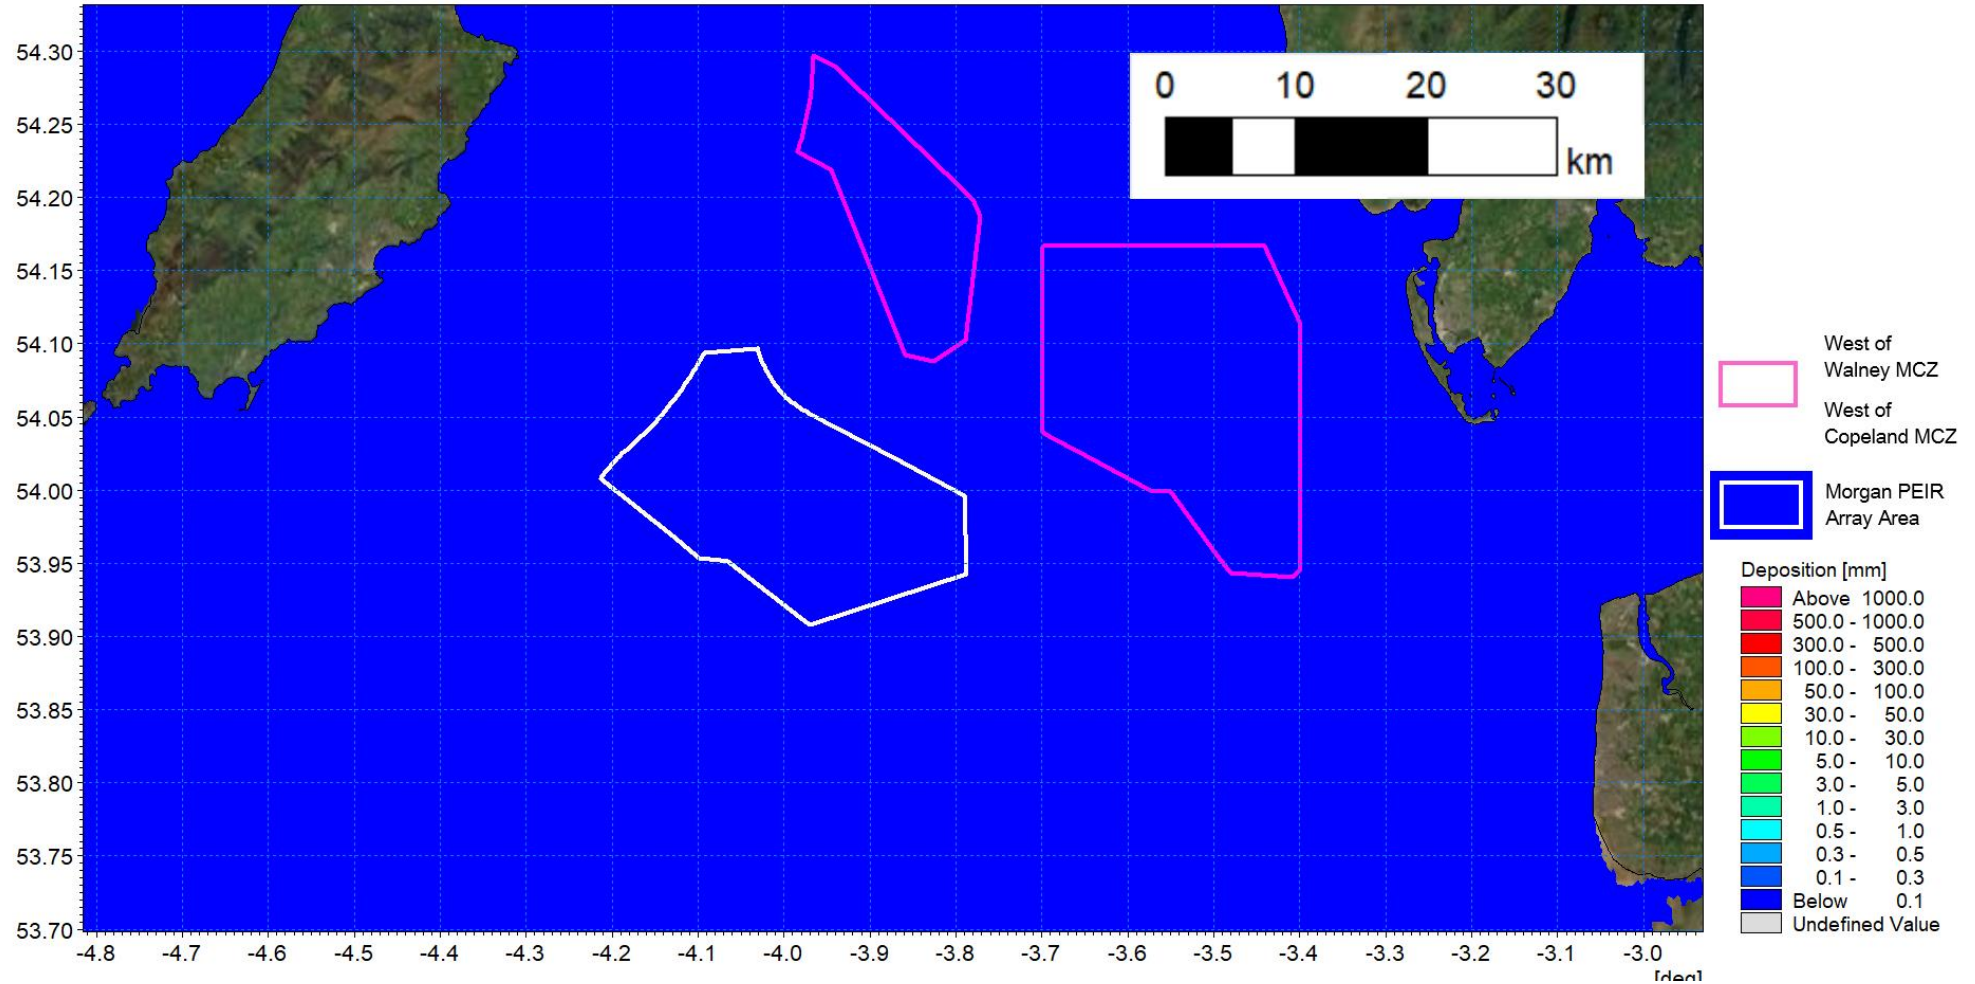 54.30
54.25
54.20
54.15
54.10
54.05
54.00
53.95
53.90
53.85
53.80
53.75
53.70
-4.8 -4.7 -4.6 -4.5 -4.4 -4.3 -4.2 -4.1 -4.0 -3.9 -3.8 -3.7 -3.6 -3.5 -3.4 -3.3 -3.2 -3.1 -3.0
[deg]
0 10 20 30
km
West of
Walney MCZ
West of
Copeland MCZ
Morgan PEIR
Array Area
Deposition [mm]
Above 1000.0
500.0 - 1000.0
300.0 - 500.0
100.0 - 300.0
50.0 - 100.0
30.0 - 50.0
10.0 - 30.0
5.0 - 10.0
3.0 - 5.0
1.0 - 3.0
0.5 - 1.0
0.3 - 0.5
0.1 - 0.3
Below 0.1
Undefined Value